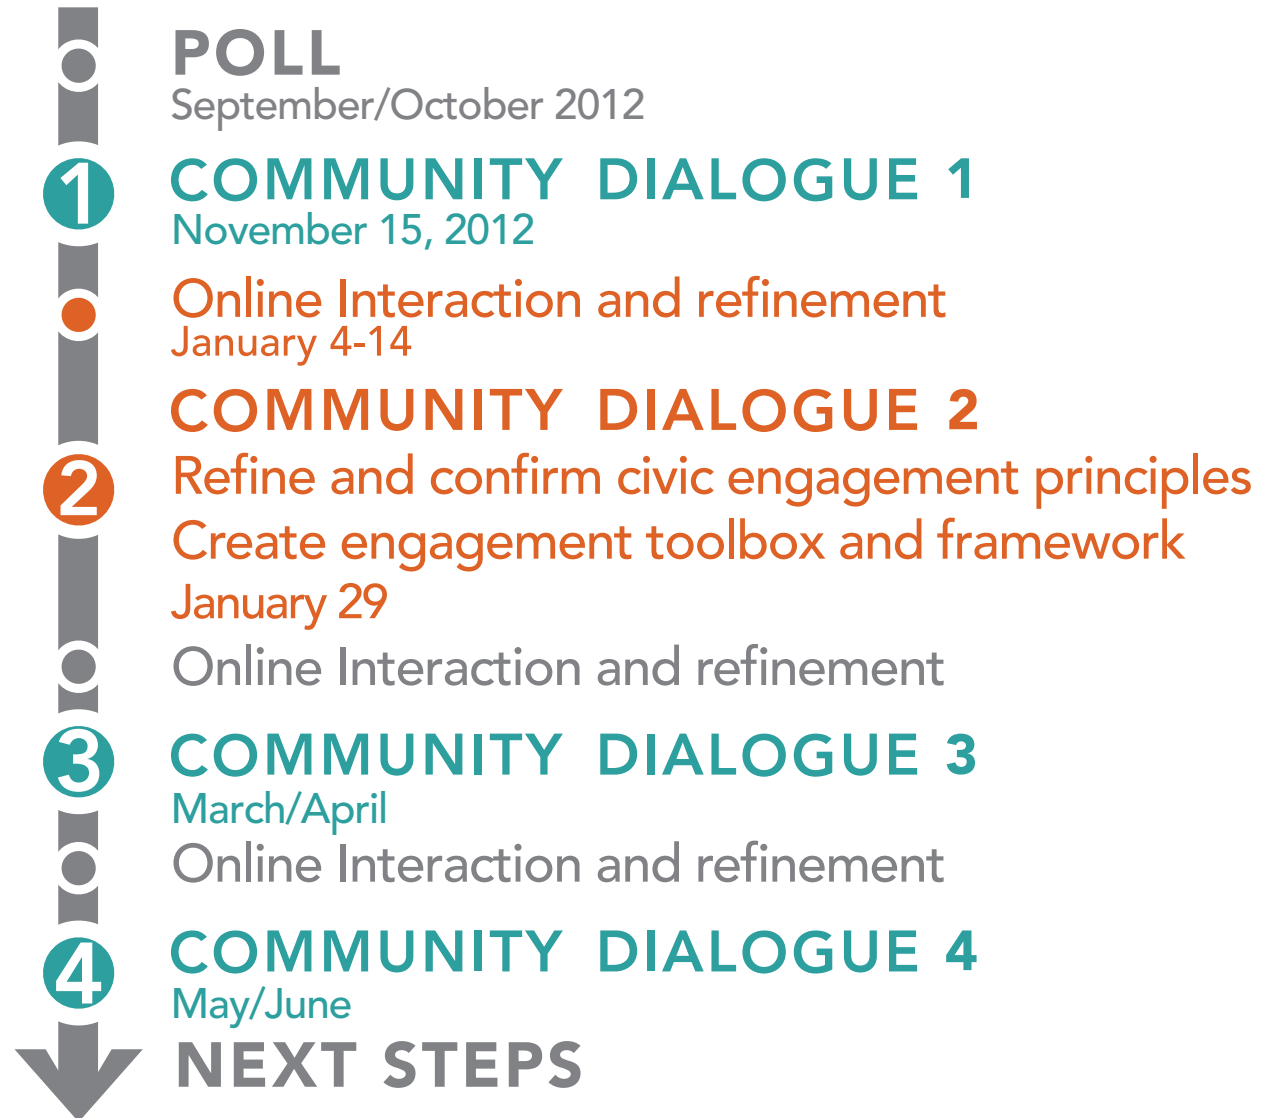 POLL
September/October 2012
1 COMMUNITY DIALOGUE 1
November 15, 2012
Online Interaction and refinement
January 4-14
COMMUNITY DIALOGUE 2
2 Refine and confirm civic engagement principles
Create engagement toolbox and framework
January 29
Online Interaction and refinement
3 COMMUNITY DIALOGUE 3
March/April
Online Interaction and refinement
4 COMMUNITY DIALOGUE 4
May/June
NEXT STEPS